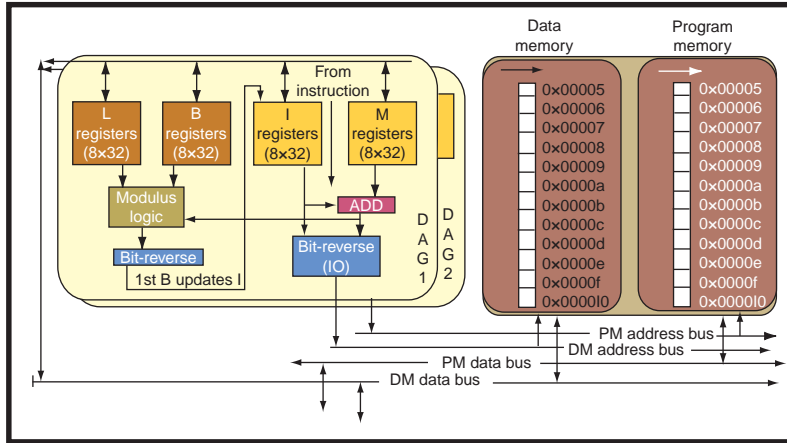 Data
memory
Program
memory
From
instruction
L
registers
(8×32)
B
registers
(8×32)
I
registers
(8×32)
M
registers
(8×32)
Modulus
logic
ADD
Bit-reverse
Bit-reverse
(IO)
1st B updates I
DAG1
DAG2
0×00005
0×00006
0×00007
0×00008
0×00009
0×0000a
0×0000b
0×0000c
0×0000d
0×0000e
0×0000f
0×0000I0
0×00005
0×00006
0×00007
0×00008
0×00009
0×0000a
0×0000b
0×0000c
0×0000d
0×0000e
0×0000f
0×0000I0
PM address bus
DM address bus
PM data bus
DM data bus